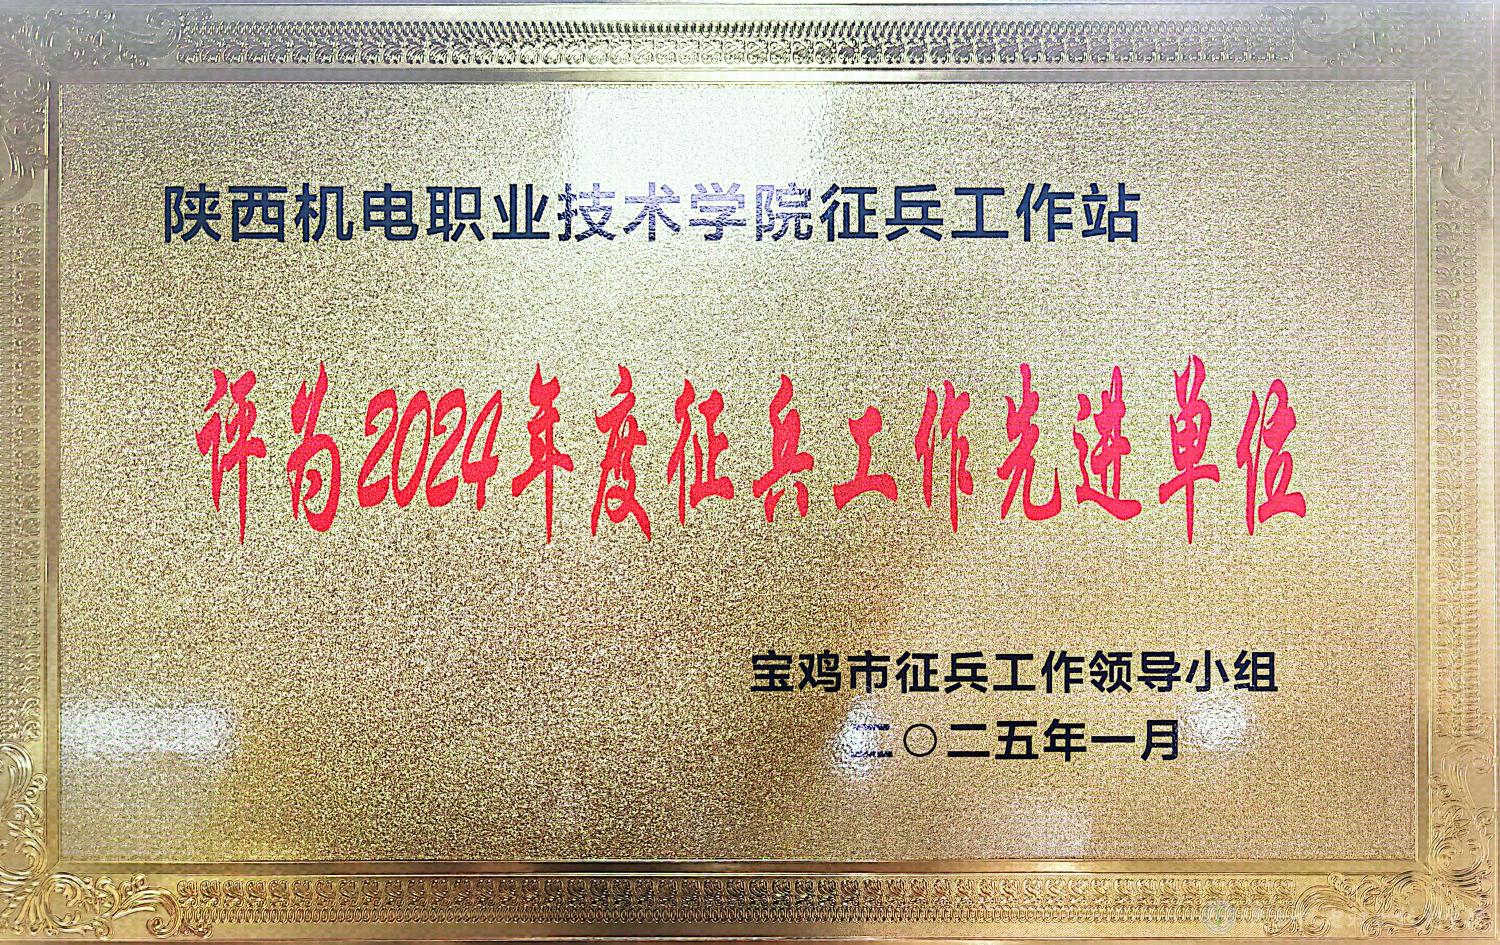 陕西机电职业技术学院征兵工作站
评为2024年度征兵工作先进单位
宝鸡市征兵工作领导小组
二〇二五年一月